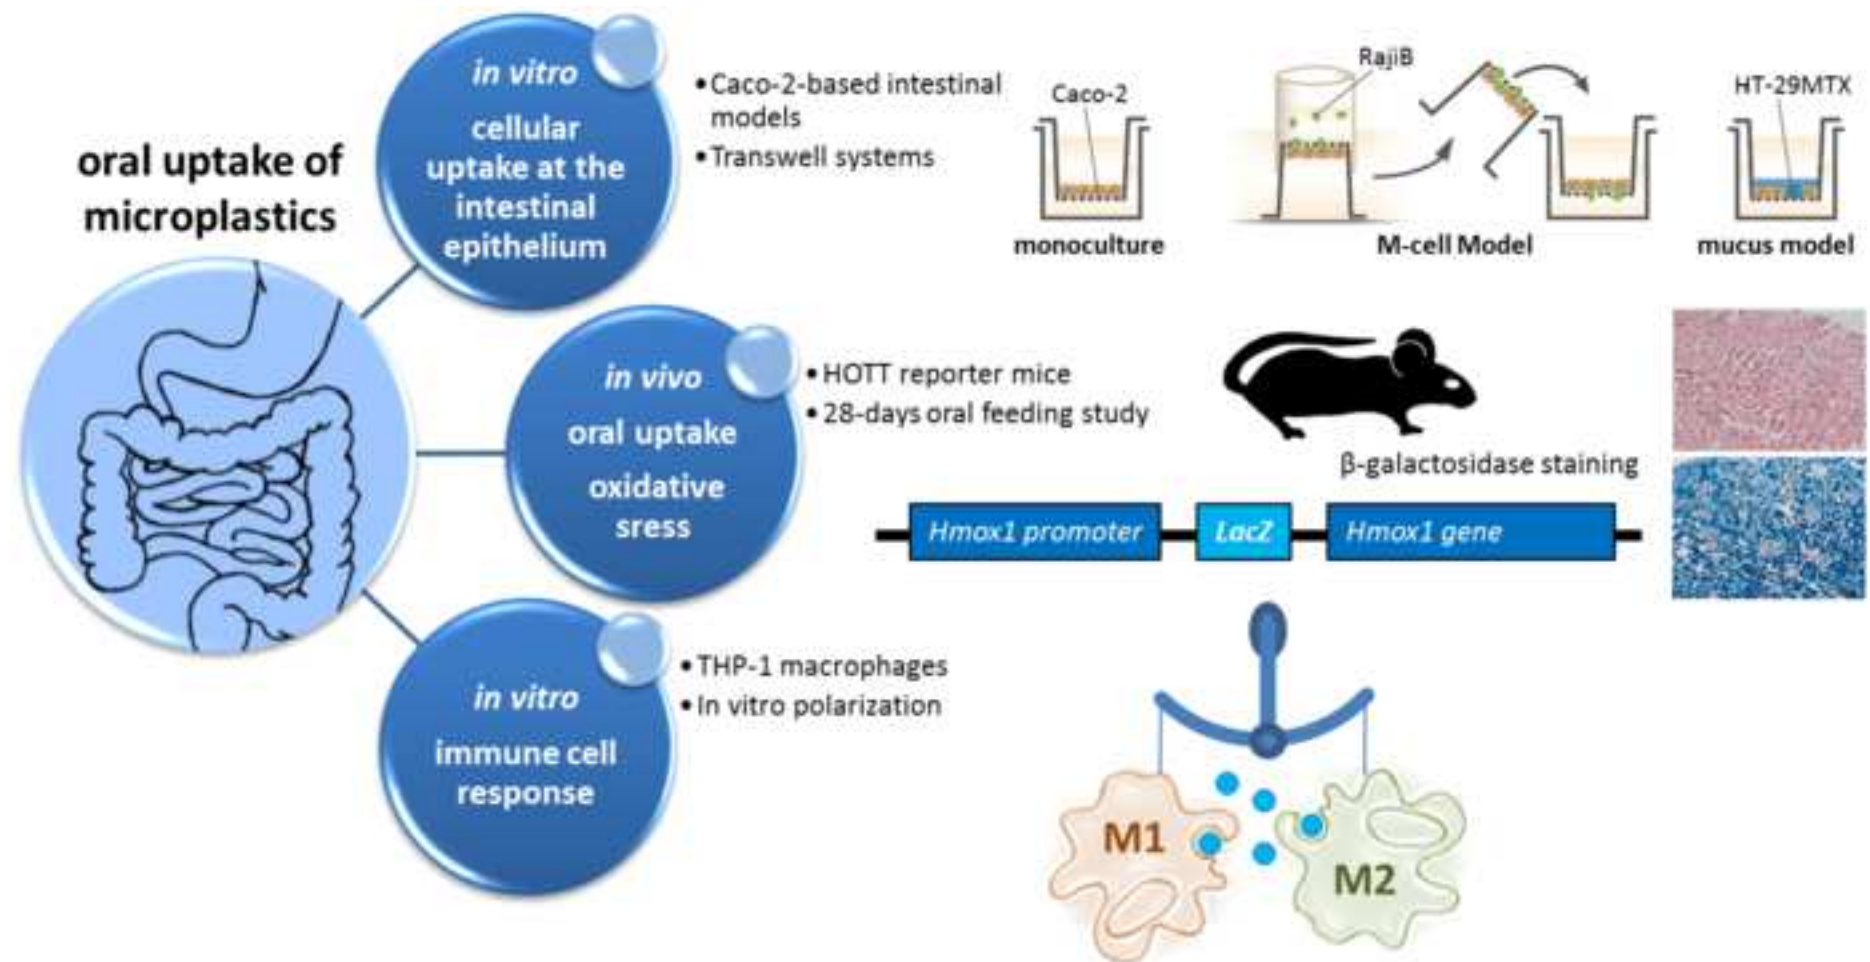 oral uptake of
microplastics
in vitro
cellular
uptake at the
intestinal
epithelium
• Caco-2-based intestinal
models
• Transwell systems
Caco-2
monoculture
RajiB
M-cell Model
HT-29MTX
mucus model
in vivo
oral uptake
oxidative
sress
• HOTT reporter mice
• 28-days oral feeding study
β-galactosidase staining
Hmox1 promoter
LacZ
Hmox1 gene
in vitro
immune cell
response
• THP-1 macrophages
• In vitro polarization
M1
M2